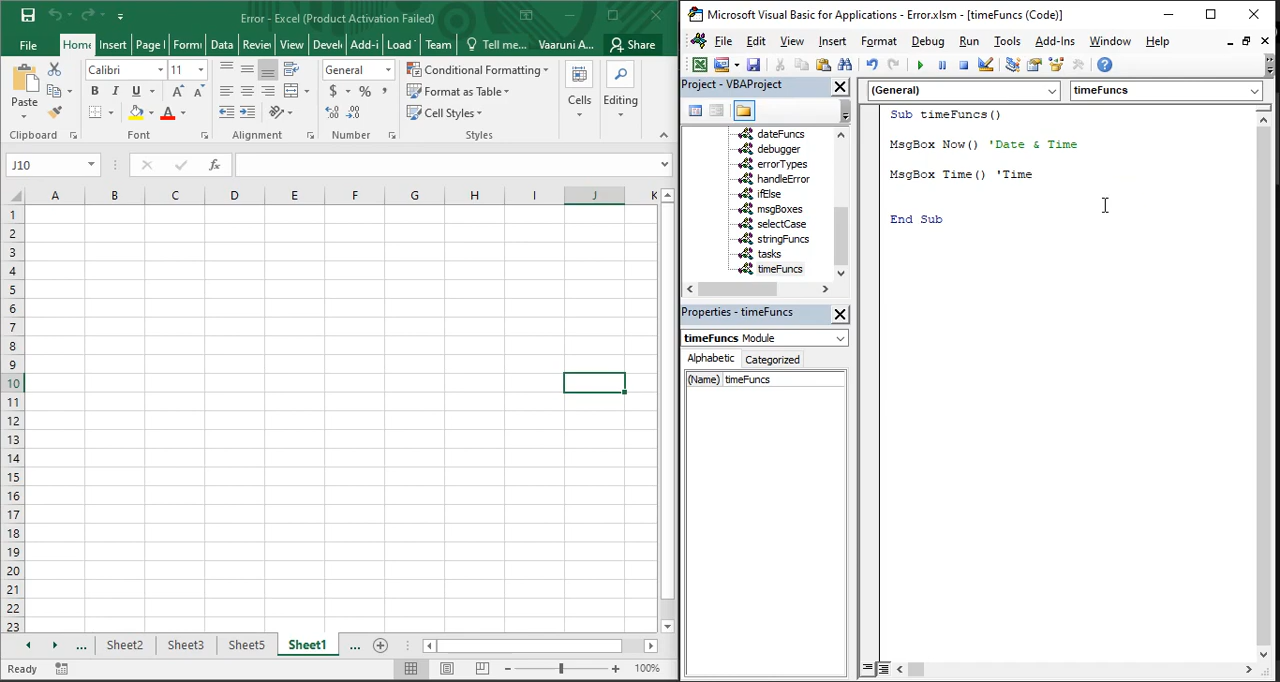 Error - Excel (Product Activation Failed)
File Home Insert Page l Formu Data Revie View Develo Add-i Load T Team Tell me... Vaaruni A... Share
Calibri 11 General Conditional Formatting
Paste B I U A $ % , Format as Table Cells Editing
Cell Styles
Clipboard Font Alignment Number Styles
J10 fx
A B C D E F G H I J K
1
2
3
4
5
6
7
8
9
10
11
12
13
14
15
16
17
18
19
20
21
22
23
... Sheet2 Sheet3 Sheet5 Sheet1 ...
Ready 100%
Microsoft Visual Basic for Applications - Error.xlsm - [timeFuncs (Code)]
File Edit View Insert Format Debug Run Tools Add-Ins Window Help
Project - VBAProject
dateFuncs
debugger
errorTypes
handleError
ifElse
msgBoxes
selectCase
stringFuncs
tasks
timeFuncs
Properties - timeFuncs
timeFuncs Module
Alphabetic Categorized
(Name) timeFuncs
(General) timeFuncs
Sub timeFuncs()
MsgBox Now() 'Date & Time
MsgBox Time() 'Time
End Sub